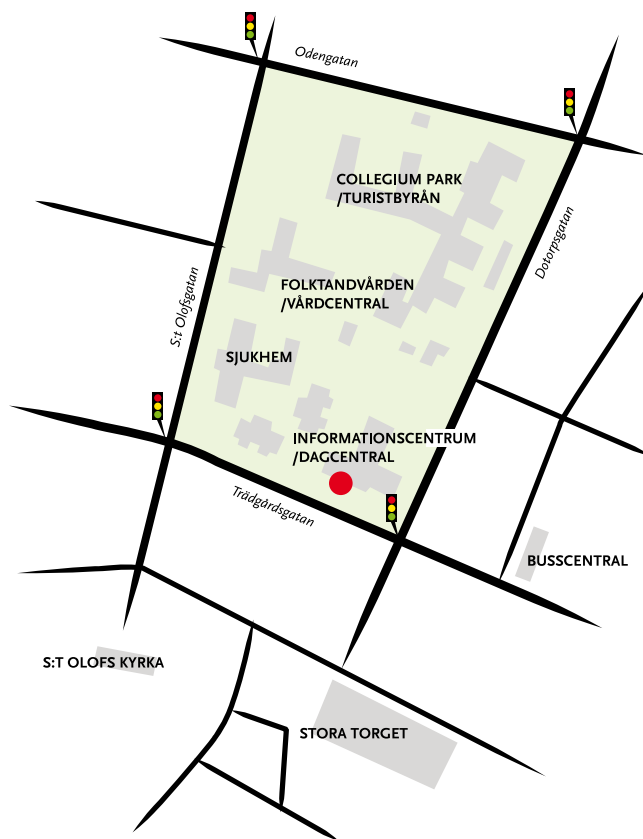 Odengatan
COLLEGIUM PARK
/TURISTBYRÅN
Dotorpsgatan
S:t Olofsgatan
FOLKTANDVÅRDEN
/VÅRDCENTRAL
SJUKHEM
INFORMATIONSCENTRUM
/DAGCENTRAL
Trädgårdsgatan
BUSSCENTRAL
S:T OLOFS KYRKA
STORA TORGET